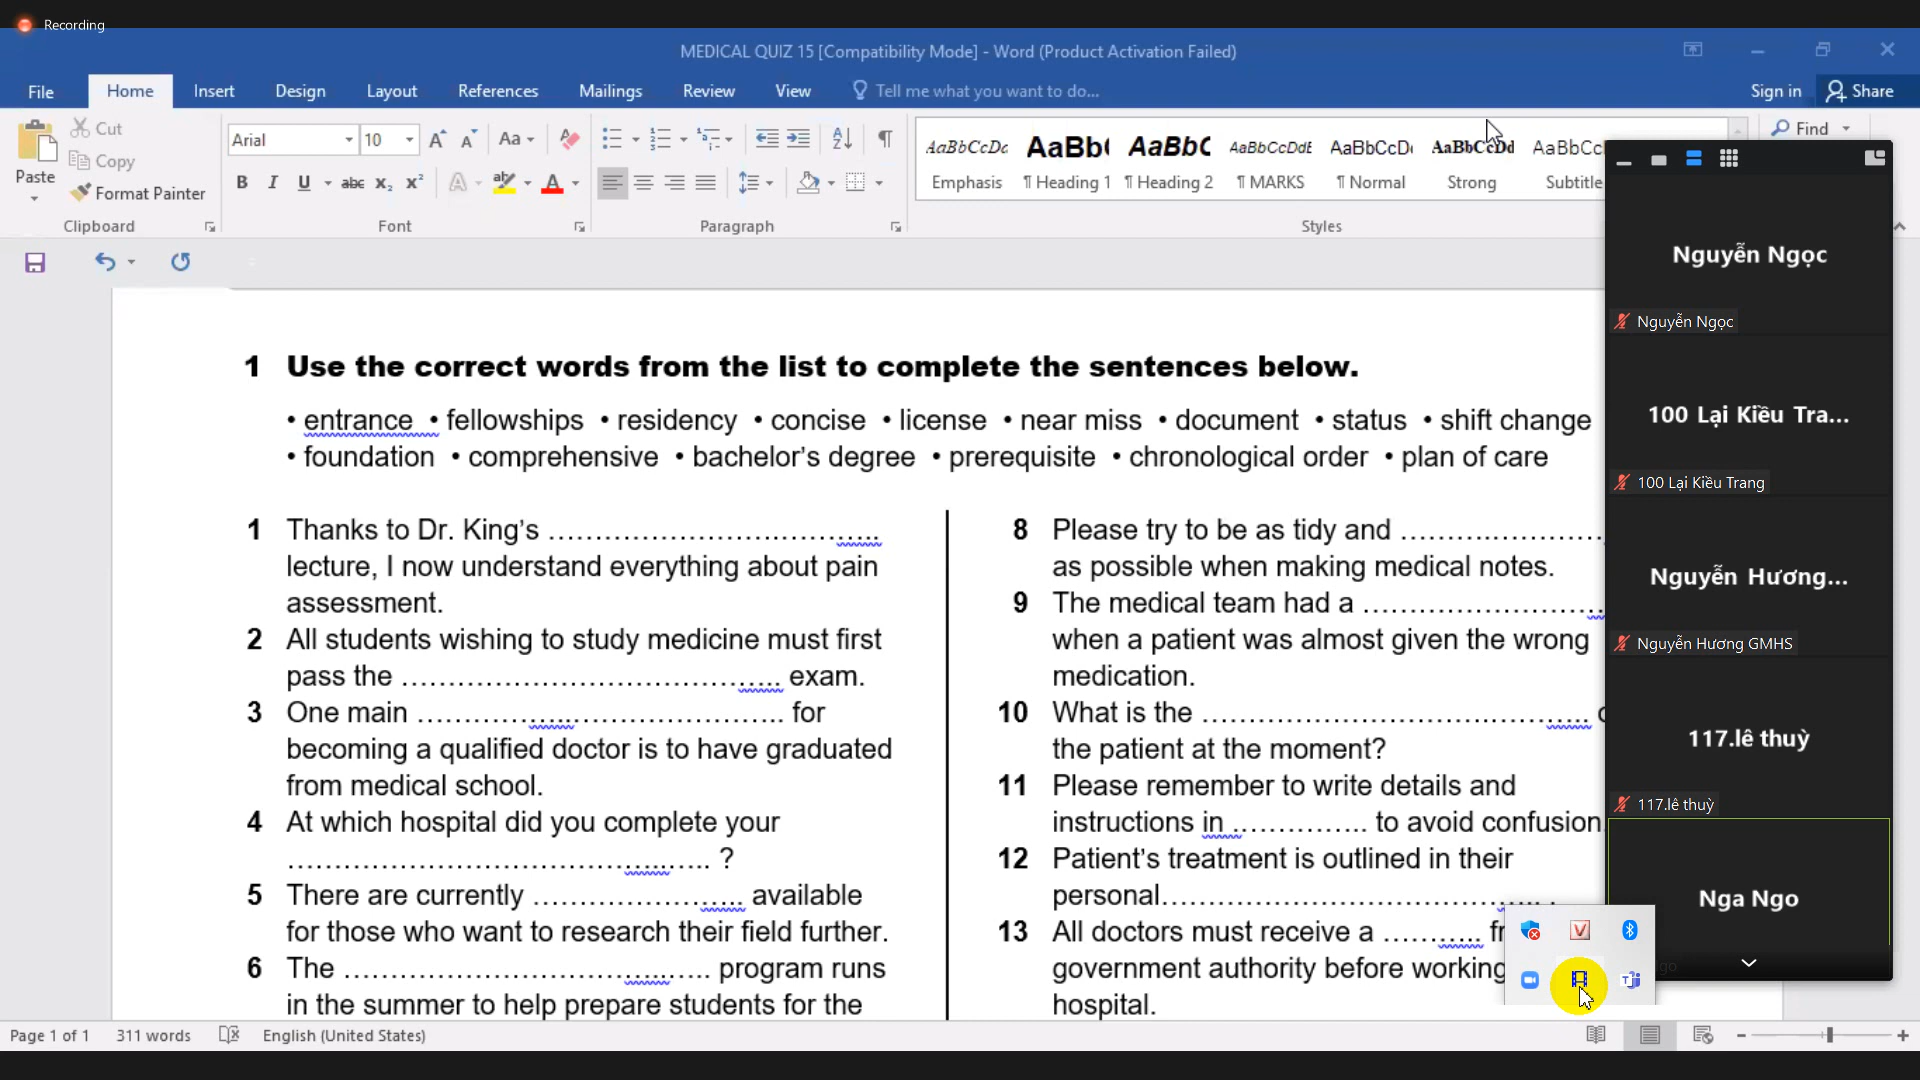 Recording
MEDICAL QUIZ 15 [Compatibility Mode] - Word (Product Activation Failed)
File Home Insert Design Layout References Mailings Review View Tell me what you want to do... Sign in Share
Cut
Copy
Format Painter
Paste
Clipboard
Arial 10
Font
Paragraph
AaBbCcDc AaBb( AaBbC AaBbCcDdE AaBbCcDc AaBbCcDd AaBbCc
Emphasis ¶ Heading 1 ¶ Heading 2 ¶ MARKS ¶ Normal Strong Subtitle
Styles
Find
1 Use the correct words from the list to complete the sentences below.
• entrance • fellowships • residency • concise • license • near miss • document • status • shift change
• foundation • comprehensive • bachelor's degree • prerequisite • chronological order • plan of care
1 Thanks to Dr. King's ……………………………..
lecture, I now understand everything about pain
assessment.
2 All students wishing to study medicine must first
pass the ………………………………….. exam.
3 One main ………………………………….. for
becoming a qualified doctor is to have graduated
from medical school.
4 At which hospital did you complete your
………………………………………. ?
5 There are currently …………………….. available
for those who want to research their field further.
6 The …………………………………….. program runs
in the summer to help prepare students for the
8 Please try to be as tidy and ……………………
as possible when making medical notes.
9 The medical team had a ………………………..
when a patient was almost given the wrong
medication.
10 What is the ……………………………………..
the patient at the moment?
11 Please remember to write details and
instructions in …………….. to avoid confusion.
12 Patient's treatment is outlined in their
personal…………………………………….. .
13 All doctors must receive a ………..
government authority before working
hospital.
Nguyễn Ngọc
Nguyễn Ngọc
100 Lại Kiều Tra...
100 Lại Kiều Trang
Nguyễn Hương...
Nguyễn Hương GMHS
117.lê thuỳ
117.lê thuỳ
Nga Ngo
Page 1 of 1 311 words English (United States)